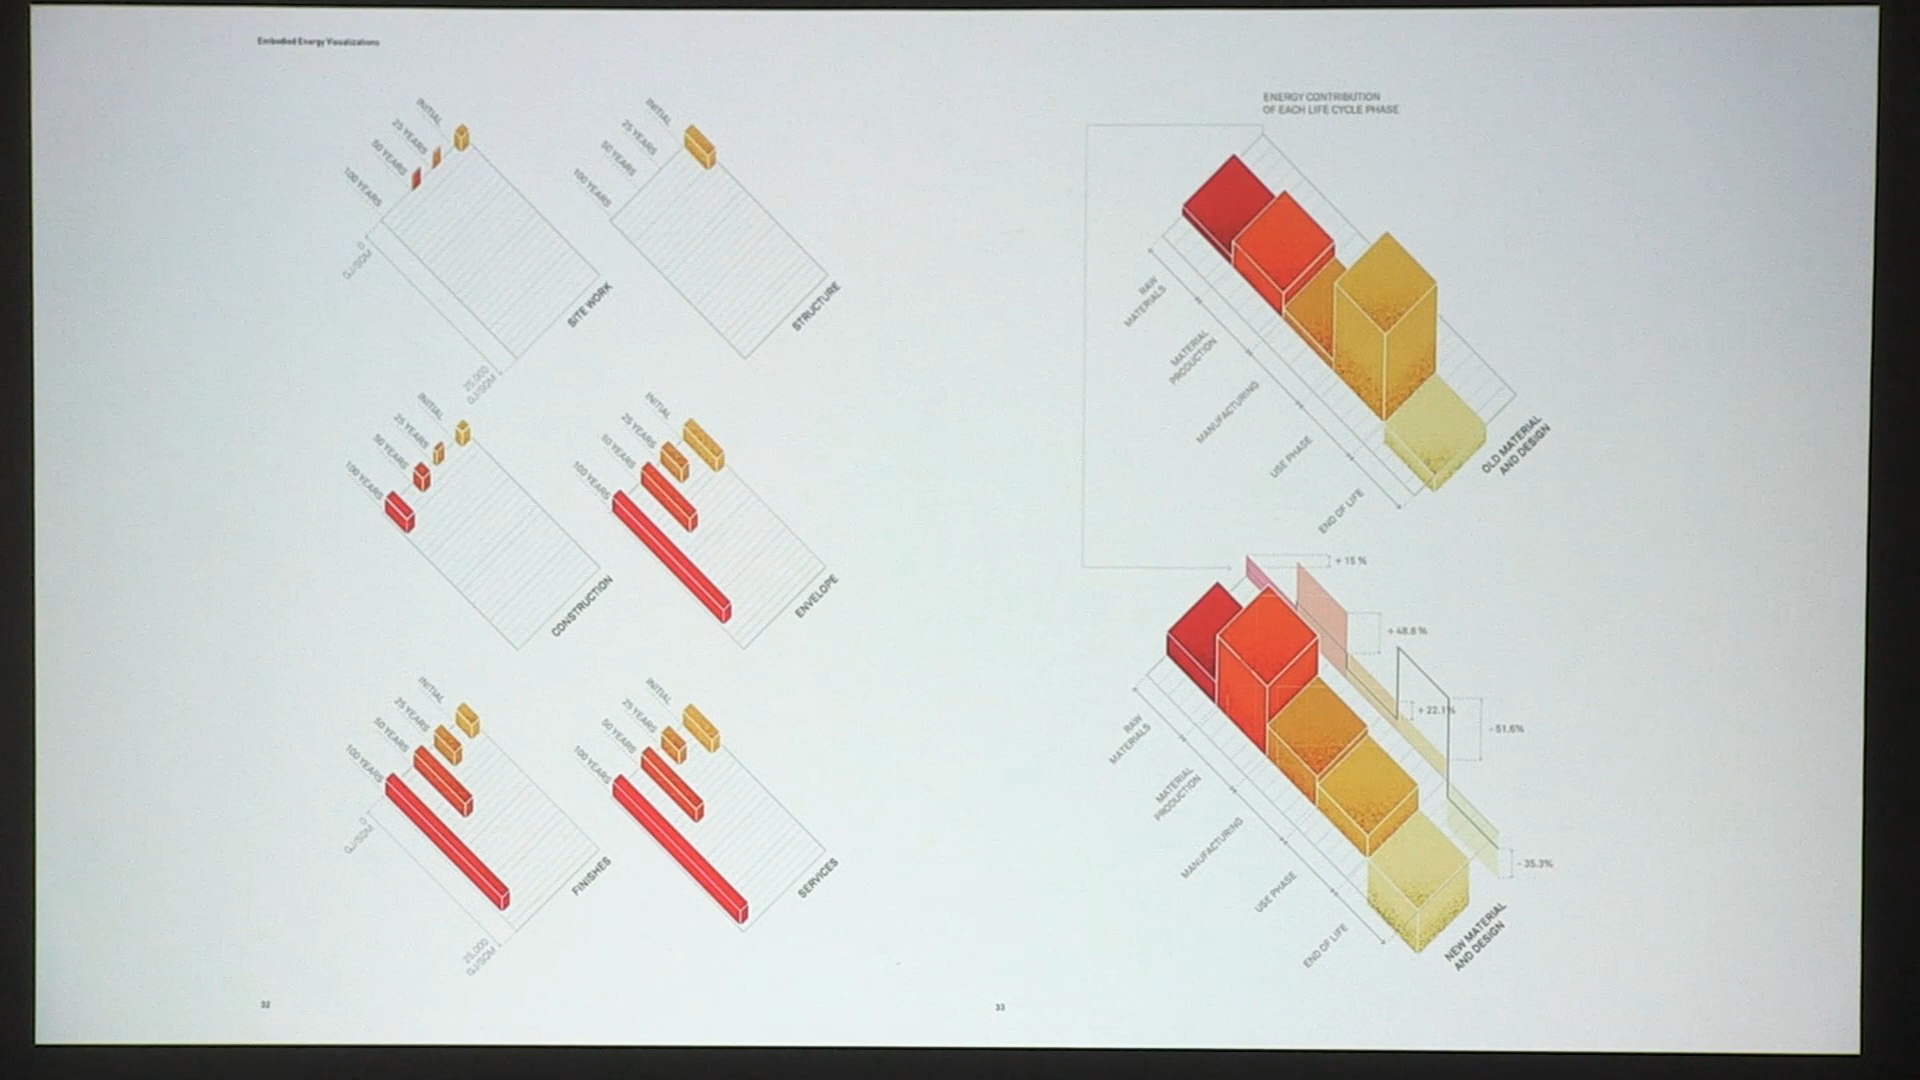 Embodied Energy Visualizations
INITIAL
25 YEARS
50 YEARS
100 YEARS
0
GJ/SQM
25,000
GJ/SQM
SITE WORK
INITIAL
25 YEARS
50 YEARS
100 YEARS
STRUCTURE
INITIAL
25 YEARS
50 YEARS
100 YEARS
CONSTRUCTION
INITIAL
25 YEARS
50 YEARS
100 YEARS
ENVELOPE
INITIAL
25 YEARS
50 YEARS
100 YEARS
0
GJ/SQM
25,000
GJ/SQM
FINISHES
INITIAL
25 YEARS
50 YEARS
100 YEARS
SERVICES
32
ENERGY CONTRIBUTION
OF EACH LIFE CYCLE PHASE
RAW
MATERIALS
MATERIAL
PRODUCTION
MANUFACTURING
USE PHASE
END OF LIFE
OLD MATERIAL
AND DESIGN
+ 15 %
+ 48.8 %
+ 22.1%
- 51.6%
- 35.3%
RAW
MATERIALS
MATERIAL
PRODUCTION
MANUFACTURING
USE PHASE
END OF LIFE
NEW MATERIAL
AND DESIGN
33